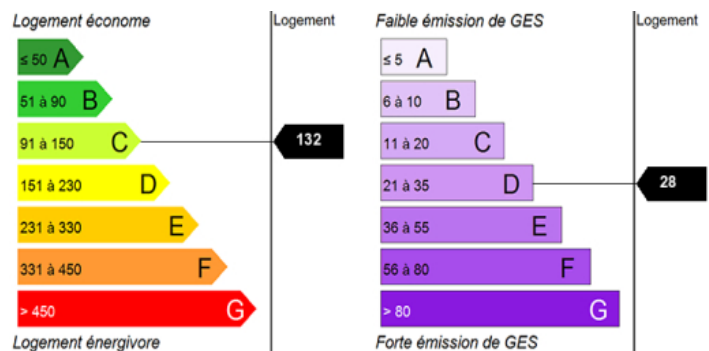 Logement économe
Logement
≤ 50 A
51 à 90 B
91 à 150 C
132
151 à 230 D
231 à 330 E
331 à 450 F
> 450 G
Logement énergivore
Faible émission de GES
Logement
≤ 5 A
6 à 10 B
11 à 20 C
21 à 35 D
28
36 à 55 E
56 à 80 F
> 80 G
Forte émission de GES